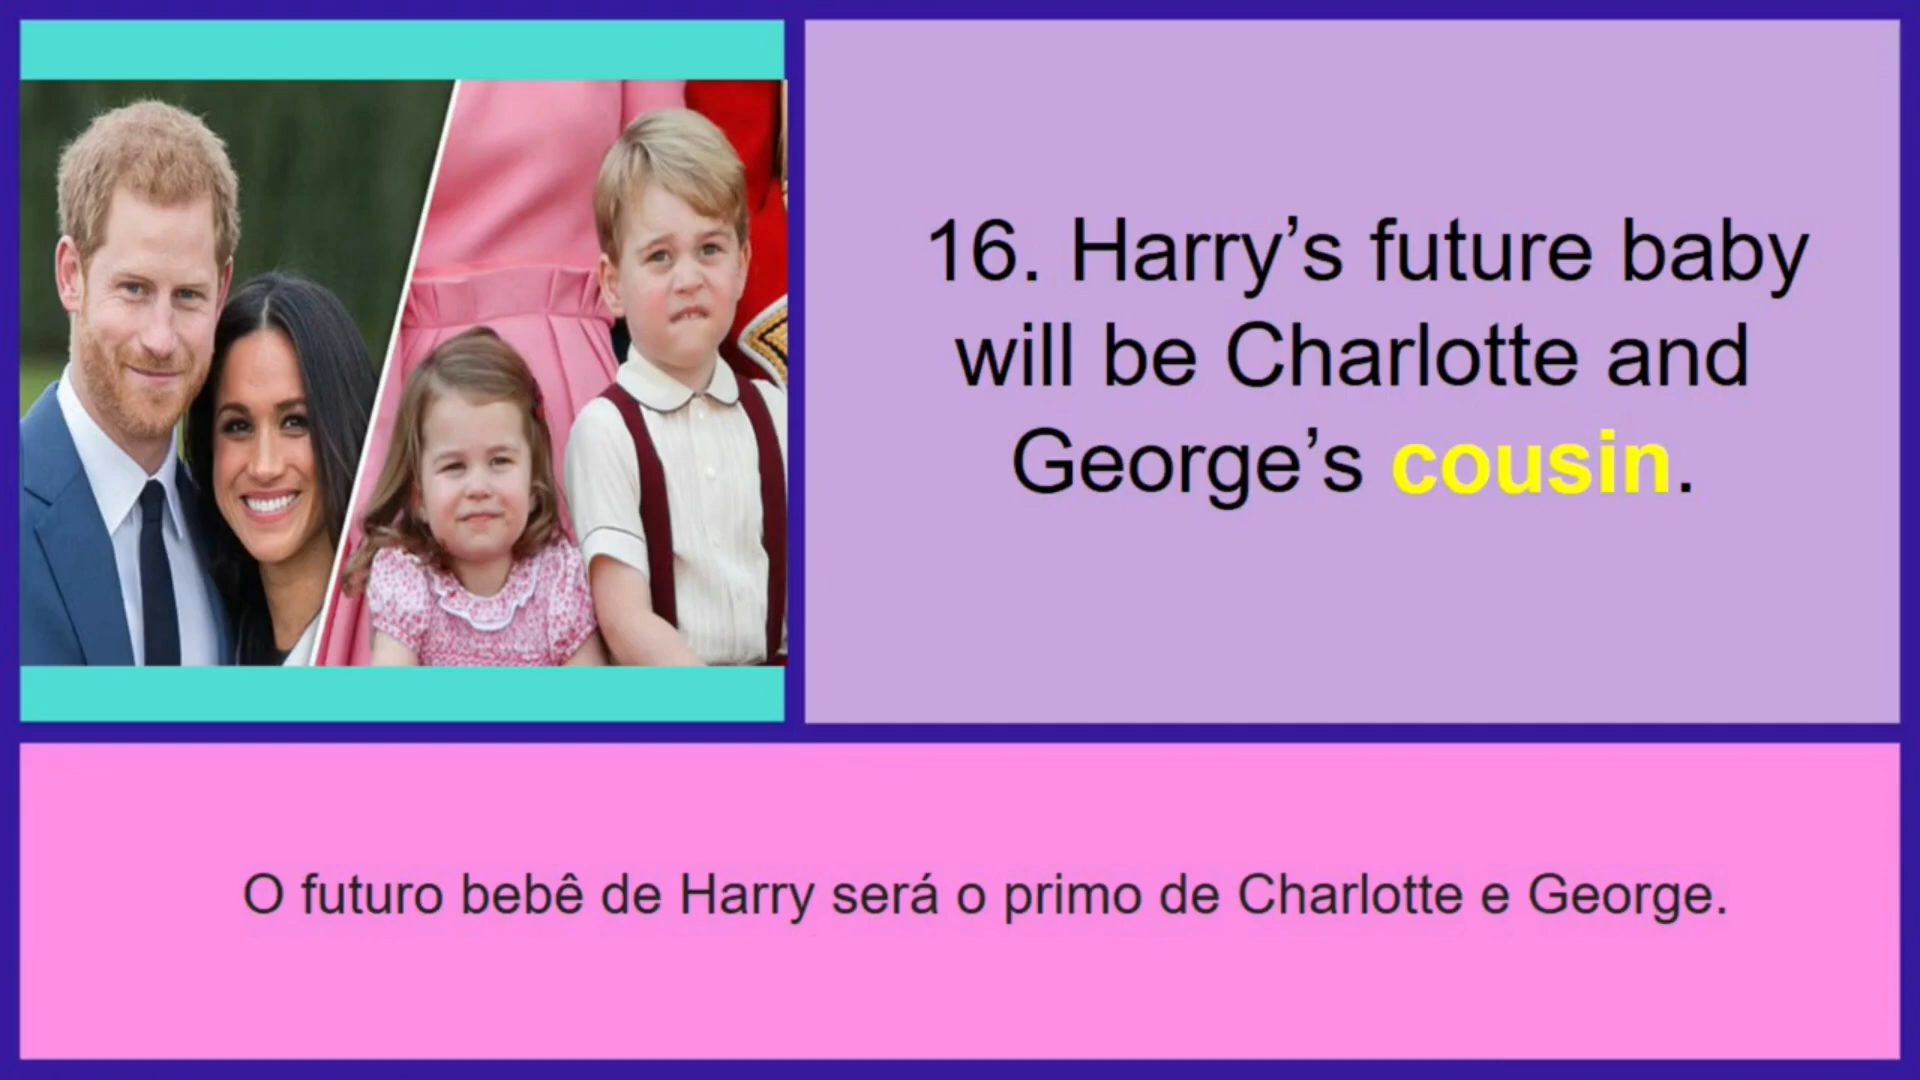 16. Harry’s future baby
will be Charlotte and
George’s cousin.
O futuro bebê de Harry será o primo de Charlotte e George.